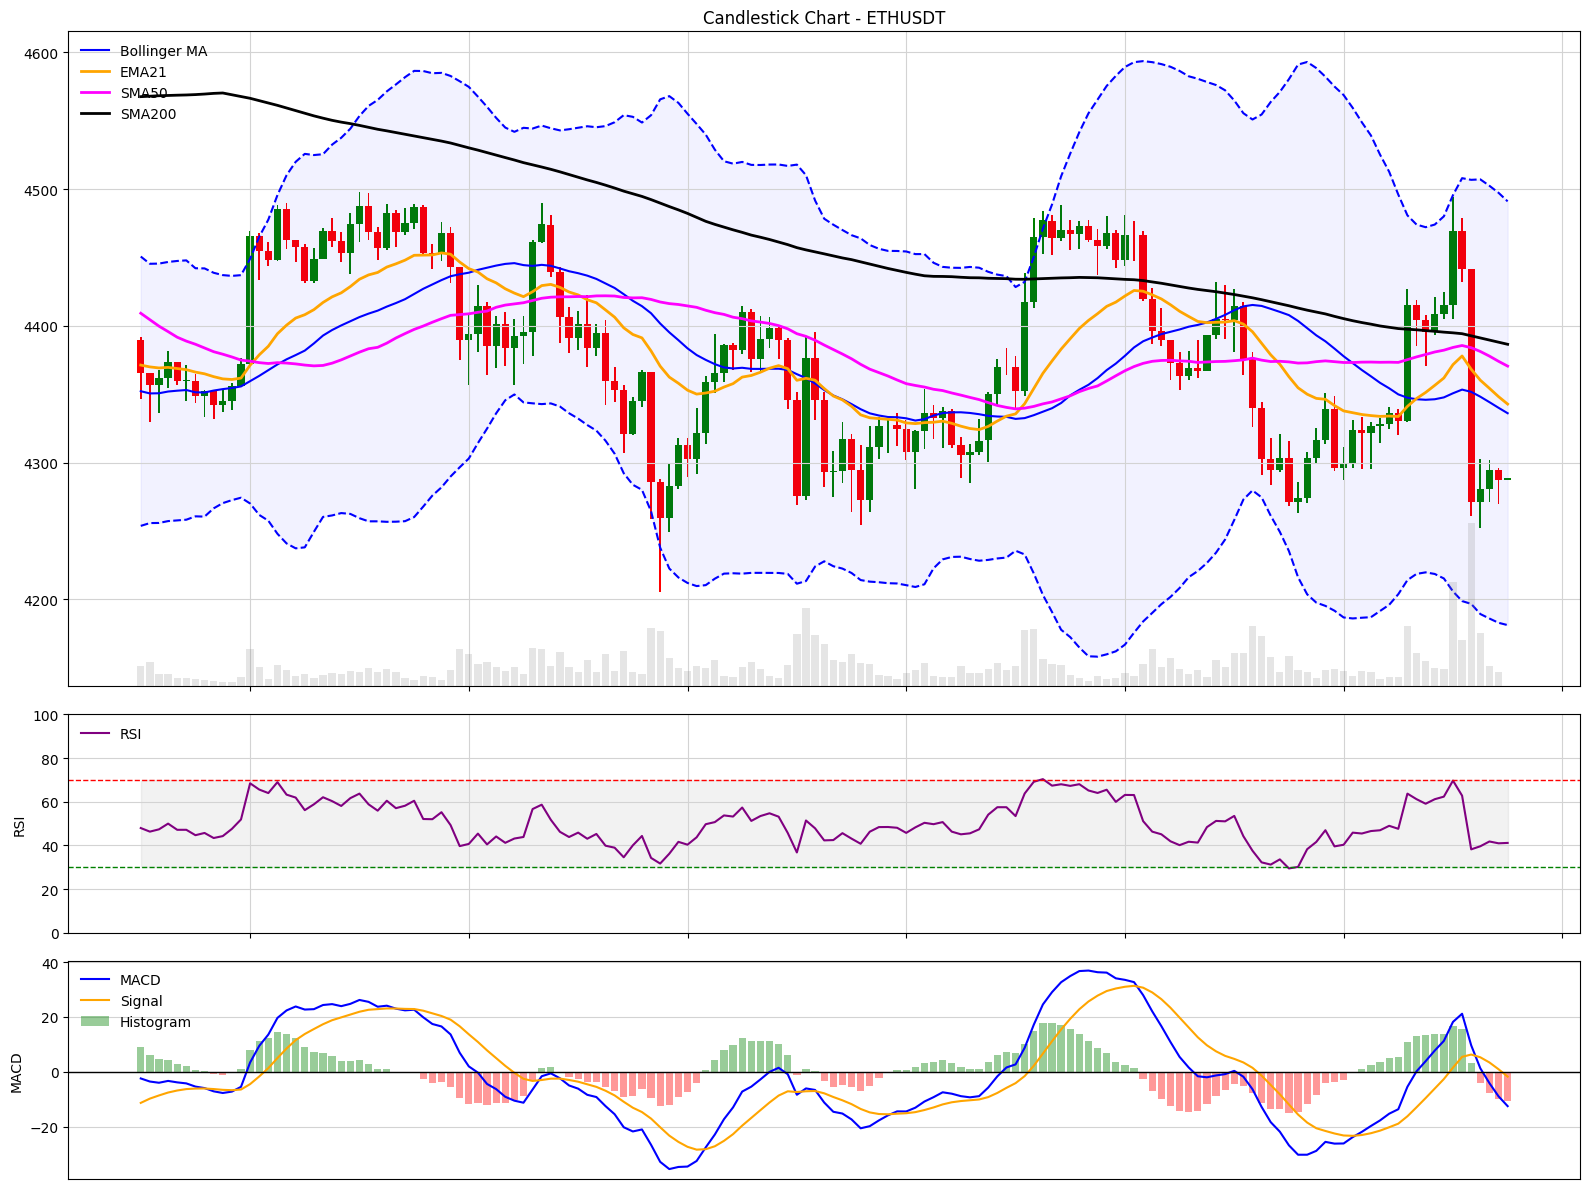 Candlestick Chart - ETHUSDT
4600
4500
4400
4300
4200
Bollinger MA
EMA21
SMA50
SMA200
100
80
60
40
20
0
RSI
RSI
40
20
0
−20
MACD
MACD
Signal
Histogram